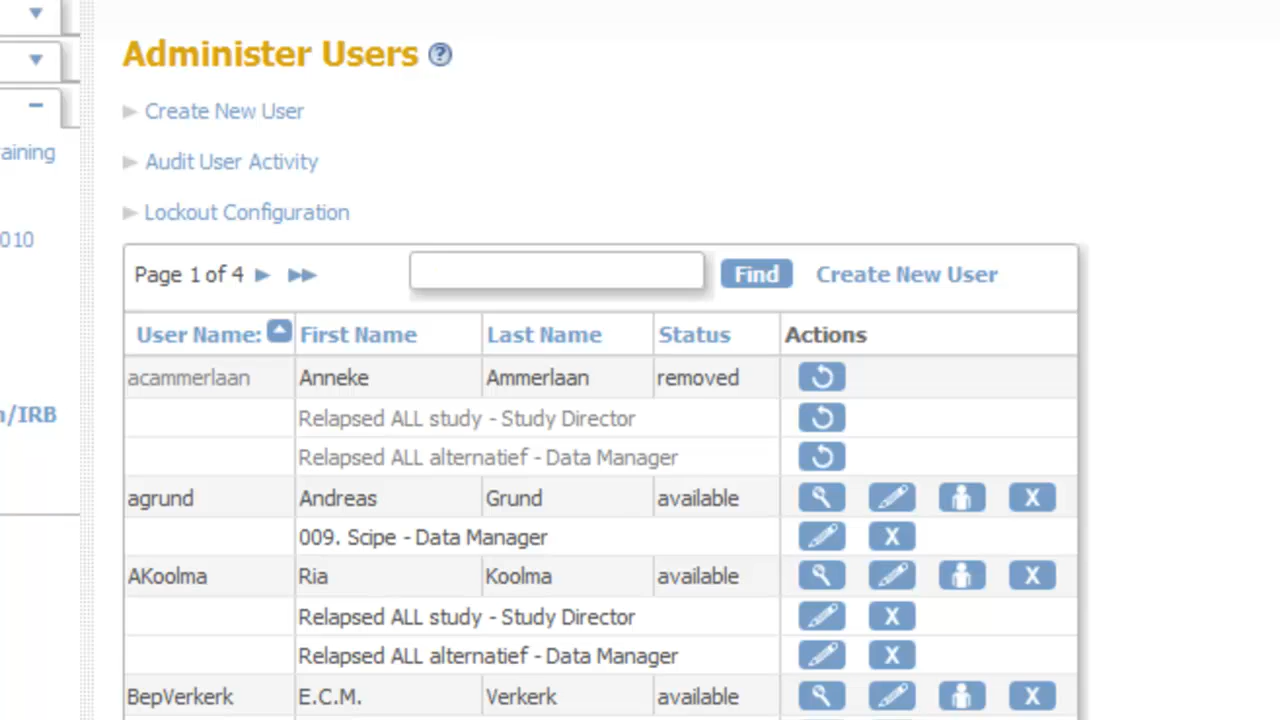 Administer Users ?
Create New User
Audit User Activity
raining
Lockout Configuration
010
Page 1 of 4 Find Create New User
User Name: First Name Last Name Status Actions
acammerlaan Anneke Ammerlaan removed
Relapsed ALL study - Study Director
n/IRB
Relapsed ALL alternatief - Data Manager
agrund Andreas Grund available X
009. Scipe - Data Manager X
AKoolma Ria Koolma available X
Relapsed ALL study - Study Director X
Relapsed ALL alternatief - Data Manager X
BepVerkerk E.C.M. Verkerk available X